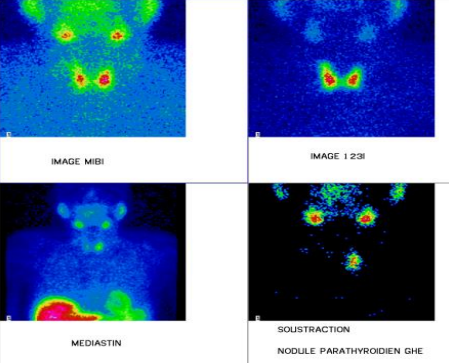 IMAGE MIBI
IMAGE 123I
MEDIASTIN
SOUSTRACTION
NODULE PARATHYROIDIEN GHE